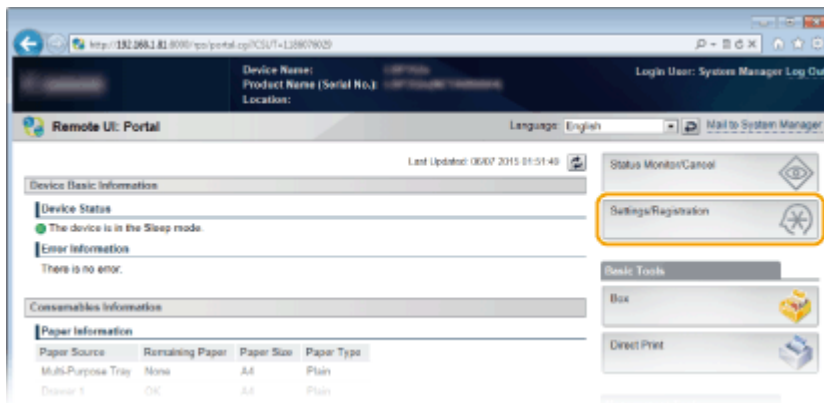 http://192.168.1.81:8000/rps/portal.cgi?CSUT=1188078029
Device Name:
Product Name (Serial No.):
Location:
Login User: System Manager Log Out
Remote UI: Portal
Language: English
Mail to System Manager
Last Updated: 06/07 2015 01:51:49
Status Monitor/Cancel
Device Basic Information
Device Status
The device is in the Sleep mode.
Settings/Registration
Error Information
There is no error.
Basic Tools
Consumables Information
Box
Paper Information
Paper Source Remaining Paper Paper Size Paper Type
Direct Print
Multi-Purpose Tray None A4 Plain
Drawer 1 OK A4 Plain